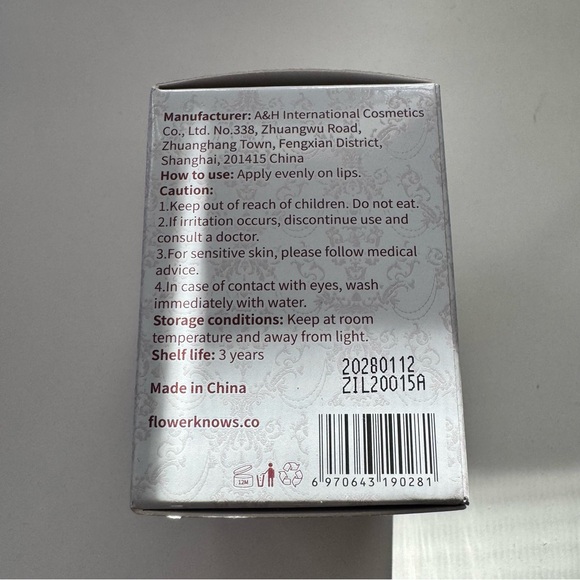 Manufacturer: A&H International Cosmetics
Co., Ltd. No.338, Zhuangwu Road,
Zhuanghang Town, Fengxian District,
Shanghai, 201415 China
How to use: Apply evenly on lips.
Caution:
1.Keep out of reach of children. Do not eat.
2.If irritation occurs, discontinue use and
consult a doctor.
3.For sensitive skin, please follow medical
advice.
4.In case of contact with eyes, wash
immediately with water.
Storage conditions: Keep at room
temperature and away from light.
Shelf life: 3 years
20280112
ZIL20015A
Made in China
flowerknows.co
12M
6 970643 190281